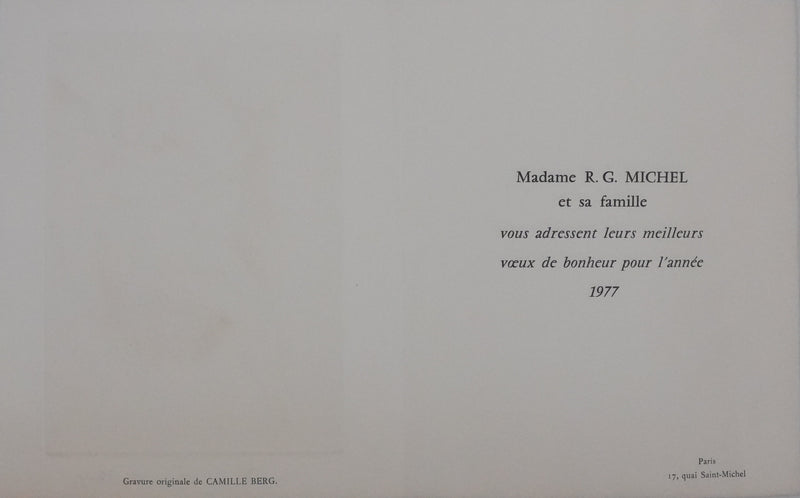 Gravure originale de CAMILLE BERG.
Madame R. G. MICHEL
et sa famille
vous adressent leurs meilleurs
vœux de bonheur pour l'année
1977
Paris
17, quai Saint-Michel